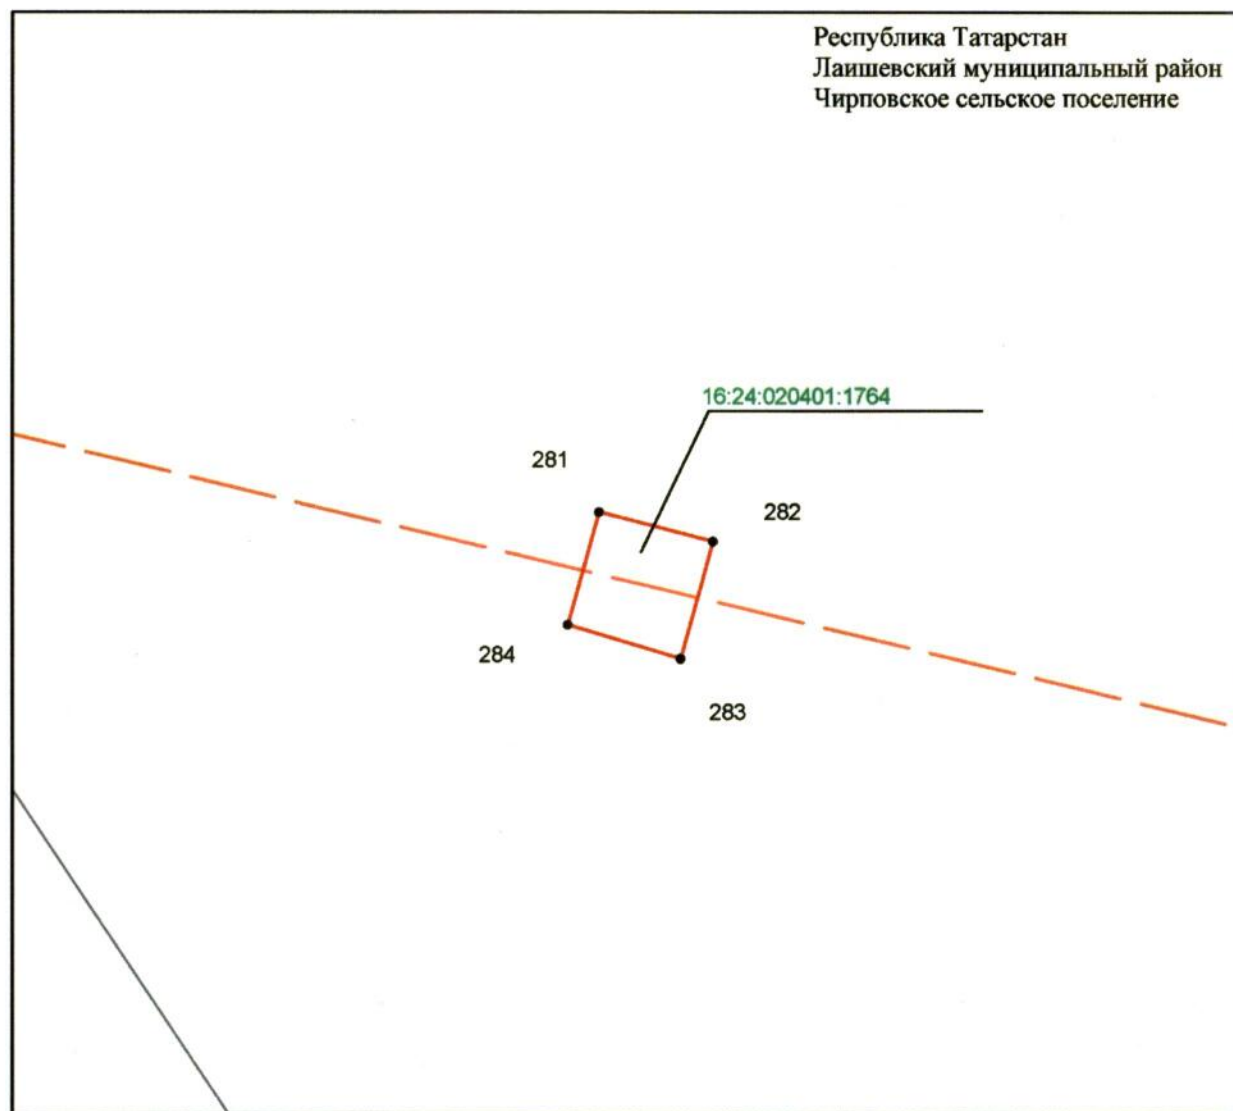 Республика Татарстан
Лаишевский муниципальный район
Чирповское сельское поселение
16:24:020401:1764
281
282
284
283